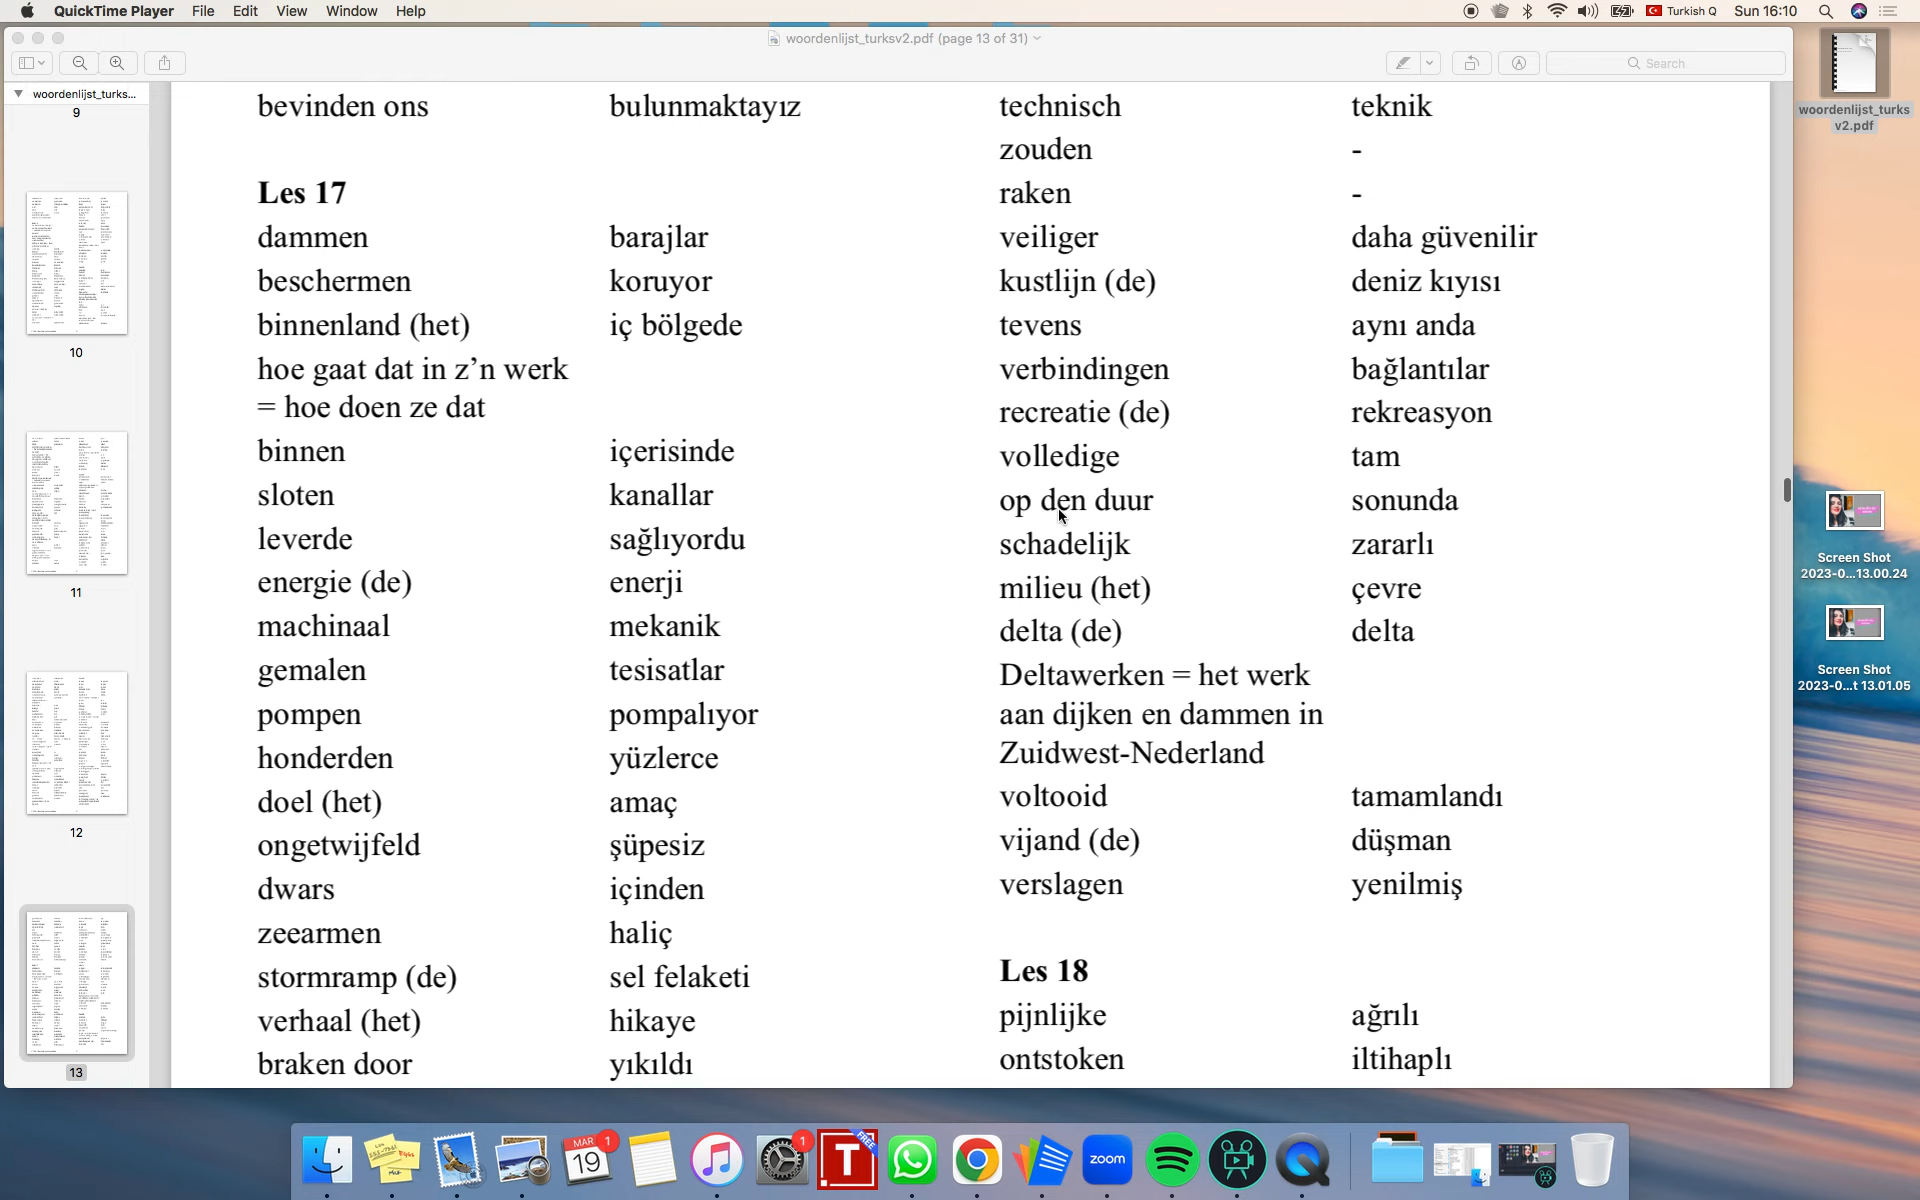 QuickTime Player File Edit View Window Help
Turkish Q Sun 16:10
woordenlijst_turksv2.pdf (page 13 of 31)
Search
woordenlijst_turks...
9
10
11
12
13
bevinden ons bulunmaktayız
Les 17
dammen barajlar
beschermen koruyor
binnenland (het) iç bölgede
hoe gaat dat in z’n werk
= hoe doen ze dat
binnen içerisinde
sloten kanallar
leverde sağlıyordu
energie (de) enerji
machinaal mekanik
gemalen tesisatlar
pompen pompalıyor
honderden yüzlerce
doel (het) amaç
ongetwijfeld şüpesiz
dwars içinden
zeearmen haliç
stormramp (de) sel felaketi
verhaal (het) hikaye
braken door yıkıldı
technisch teknik
zouden -
raken -
veiliger daha güvenilir
kustlijn (de) deniz kıyısı
tevens aynı anda
verbindingen bağlantılar
recreatie (de) rekreasyon
volledige tam
op den duur sonunda
schadelijk zararlı
milieu (het) çevre
delta (de) delta
Deltawerken = het werk
aan dijken en dammen in
Zuidwest-Nederland
voltooid tamamlandı
vijand (de) düşman
verslagen yenilmiş
Les 18
pijnlijke ağrılı
ontstoken iltihaplı
woordenlijst_turks
v2.pdf
Screen Shot
2023-0...13.00.24
Screen Shot
2023-0...t 13.01.05
MAR
19
1
1
T
FREE
zoom